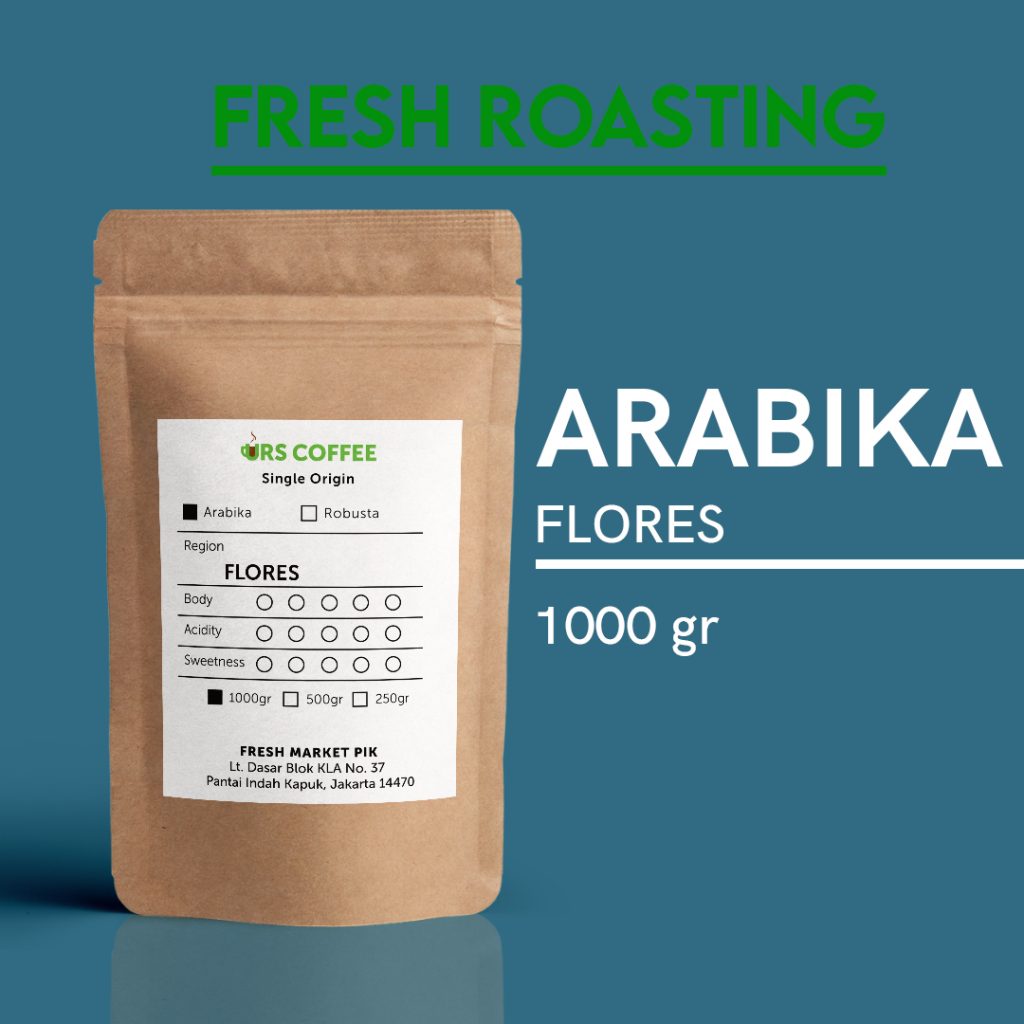 FRESH ROASTING
URS COFFEE
Single Origin
Arabika Robusta
Region
FLORES
Body
Acidity
Sweetness
1000gr 500gr 250gr
FRESH MARKET PIK
Lt. Dasar Blok KLA No. 37
Pantai Indah Kapuk, Jakarta 14470
ARABIKA
FLORES
1000 gr